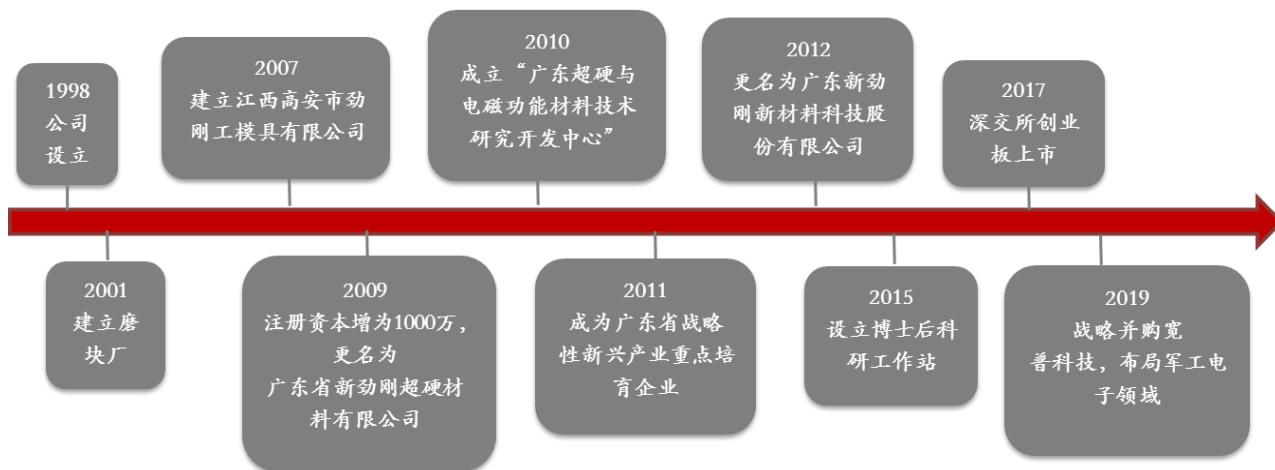 1998
公司
设立
2007
建立江西高安市劲
刚工模具有限公司
2010
成立“广东超硬与
电磁功能材料技术
研究开发中心”
2012
更名为广东新劲
刚新材料科技股
份有限公司
2017
深交所创业
板上市
2001
建立磨
块厂
2009
注册资本增为1000万，
更名为
广东省新劲刚超硬材
料有限公司
2011
成为广东省战略
性新兴产业重点培
育企业
2015
设立博士后科
研工作站
2019
战略并购宽
普科技，布局军工电
子领域